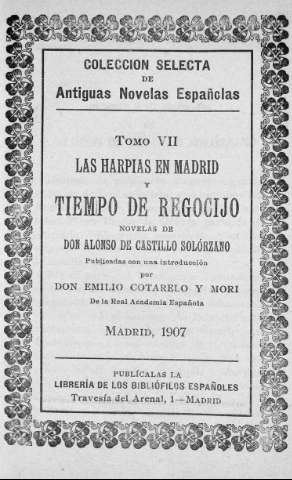 COLECCION SELECTA
DE
Antiguas Novelas Españolas
TOMO VII
LAS HARPIAS EN MADRID
Y
TIEMPO DE REGOCIJO
NOVELAS DE
DON ALONSO DE CASTILLO SOLÓRZANO
Publicadas con una introducción
por
DON EMILIO COTARELO Y MORI
De la Real Academia Española
MADRID, 1907
PUBLÍCALAS LA
LIBRERÍA DE LOS BIBLIÓFILOS ESPAÑOLES
Travesía del Arenal, 1—MADRID